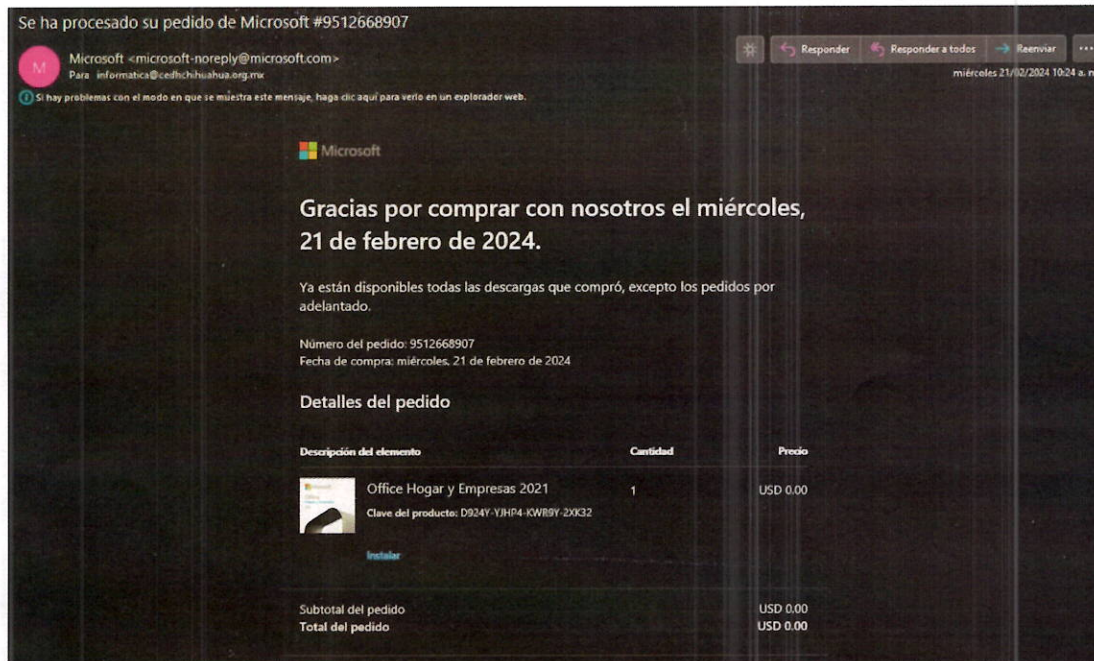 Se ha procesado su pedido de Microsoft #9512668907
M
Microsoft <microsoft-noreply@microsoft.com>
Para informatica@cedhchihuahua.org.mx
Responder
Responder a todos
Reenviar
miércoles 21/02/2024 10:24 a. m
Si hay problemas con el modo en que se muestra este mensaje, haga clic aquí para verlo en un explorador web.
Microsoft
Gracias por comprar con nosotros el miércoles,
21 de febrero de 2024.
Ya están disponibles todas las descargas que compró, excepto los pedidos por
adelantado.
Número del pedido: 9512668907
Fecha de compra: miércoles, 21 de febrero de 2024
Detalles del pedido
Descripción del elemento Cantidad Precio
Office Hogar y Empresas 2021 1 USD 0.00
Clave del producto: D924Y-YJHP4-KWR9Y-2XK32
Instalar
Subtotal del pedido USD 0.00
Total del pedido USD 0.00